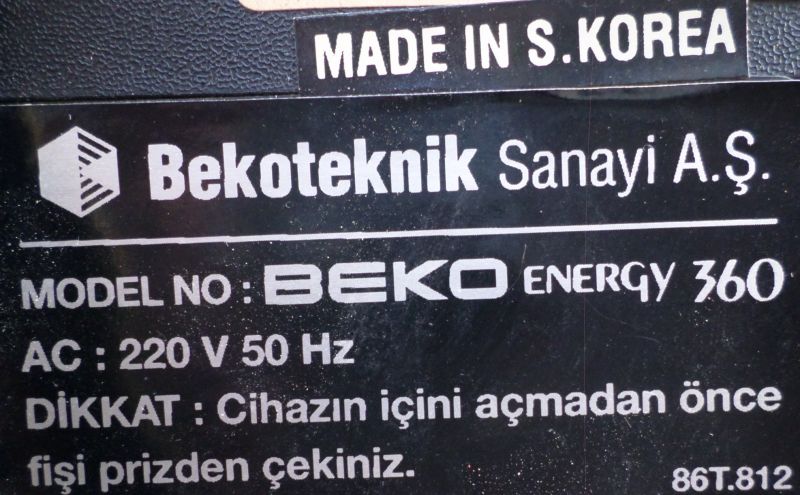 MADE IN S.KOREA
Bekoteknik Sanayi A.Ş.
MODEL NO : BEKO ENERGY 360
AC : 220 V 50 Hz
DİKKAT : Cihazın içini açmadan önce
fişi prizden çekiniz.
86T.812